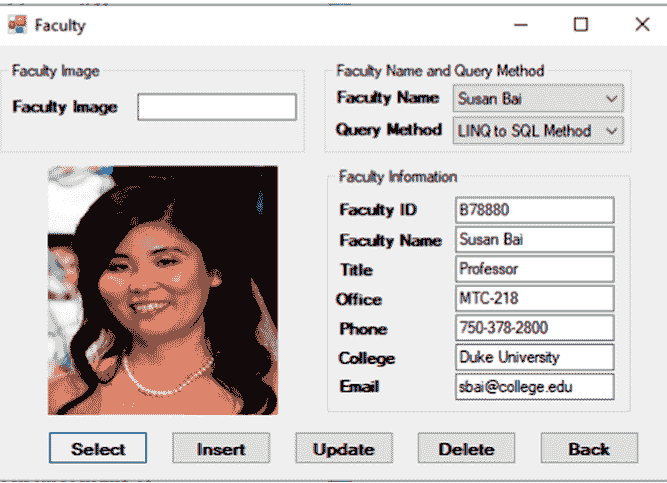 Faculty
Faculty Image
Faculty Image
Faculty Name and Query Method
Faculty Name Susan Bai
Query Method LINQ to SQL Method
Faculty Information
Faculty ID B78880
Faculty Name Susan Bai
Title Professor
Office MTC-218
Phone 750-378-2800
College Duke University
Email sbai@college.edu
Select Insert Update Delete Back